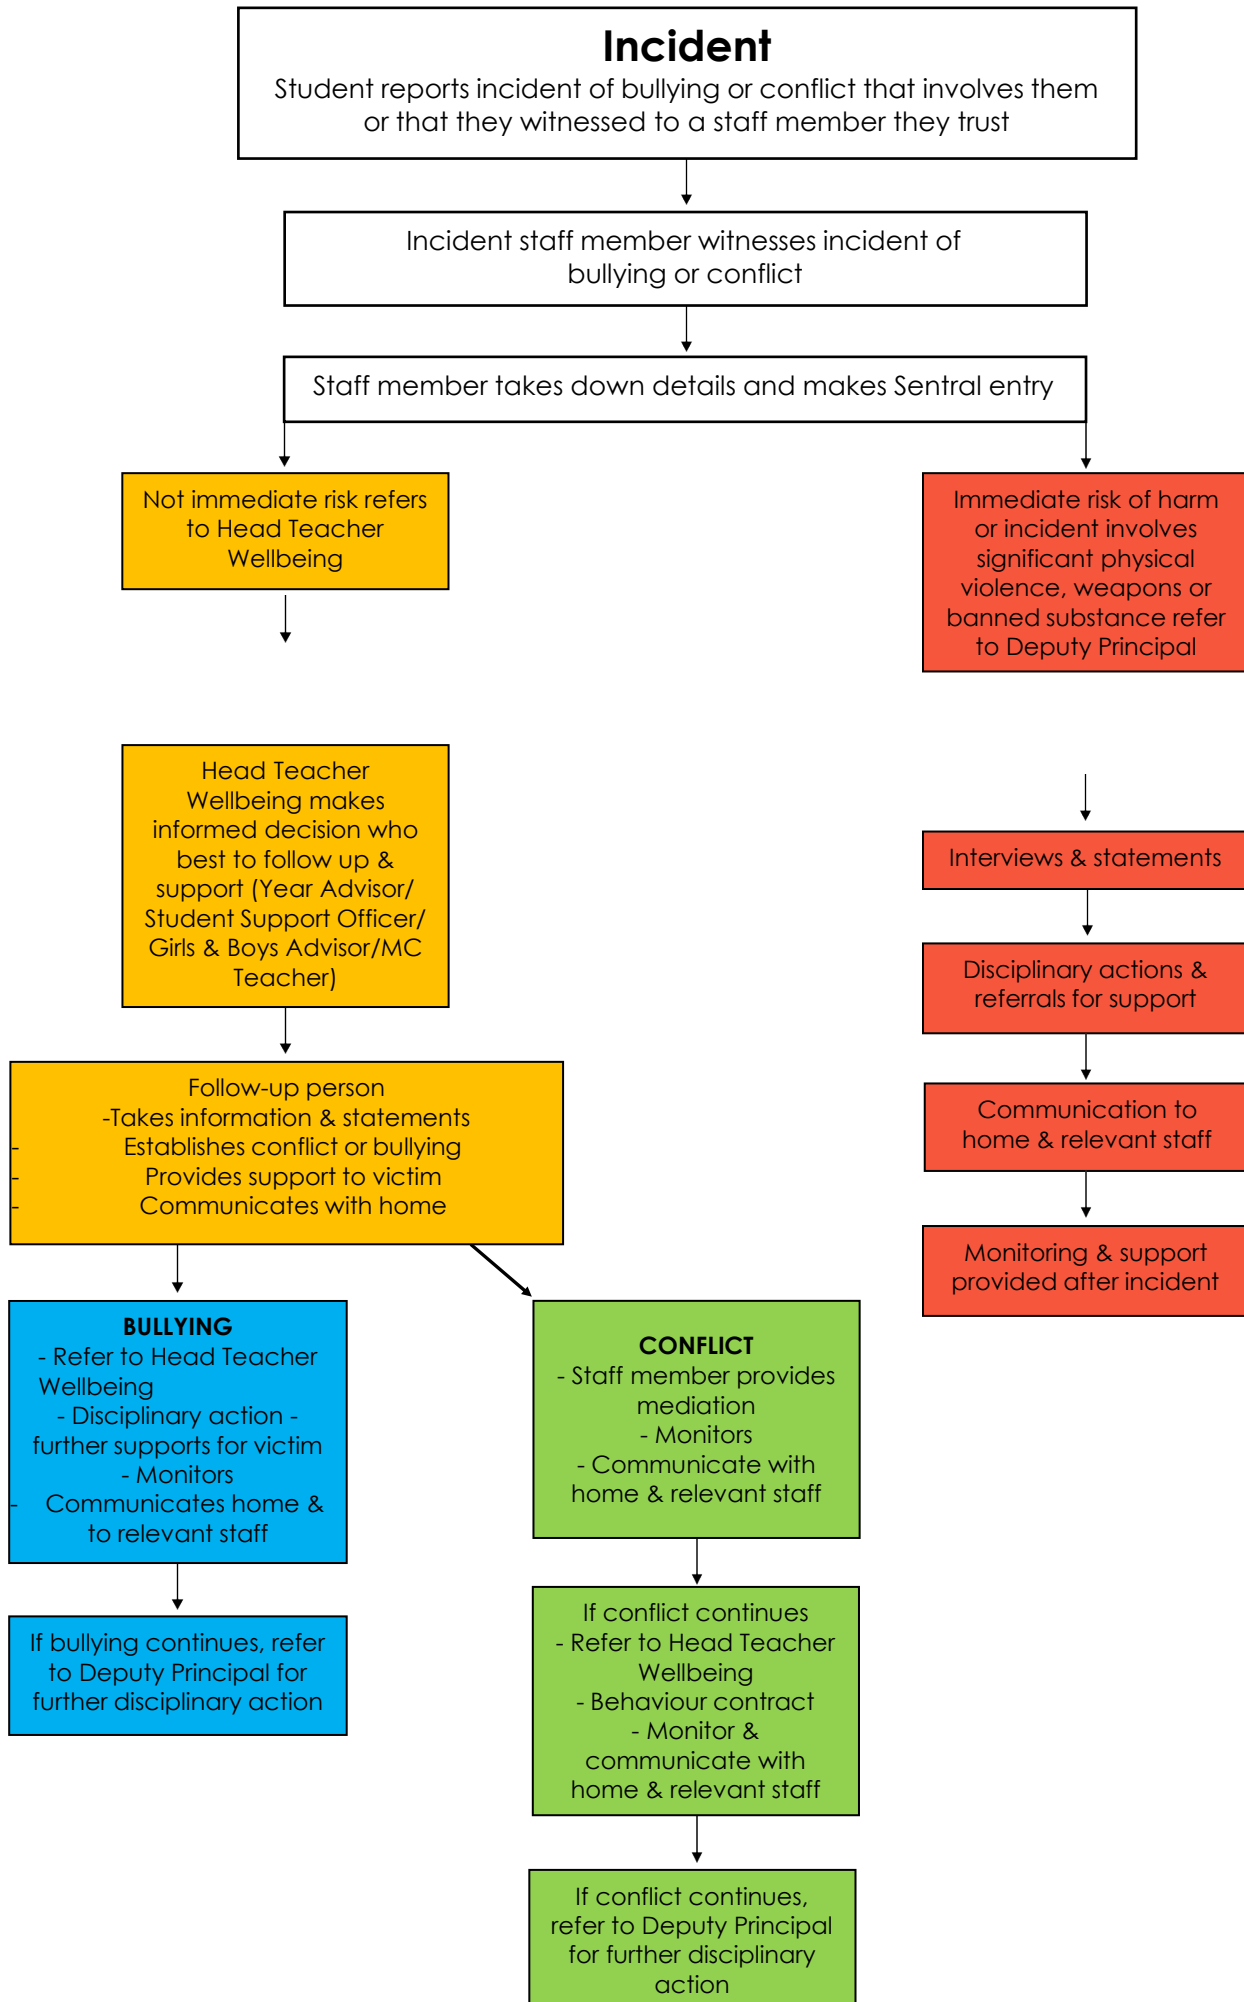 Incident
Student reports incident of bullying or conflict that involves them
or that they witnessed to a staff member they trust
Incident staff member witnesses incident of
bullying or conflict
Staff member takes down details and makes Sentral entry
Not immediate risk refers
to Head Teacher
Wellbeing
Immediate risk of harm
or incident involves
significant physical
violence, weapons or
banned substance refer
to Deputy Principal
Head Teacher
Wellbeing makes
informed decision who
best to follow up &
support (Year Advisor/
Student Support Officer/
Girls & Boys Advisor/MC
Teacher)
Interviews & statements
Disciplinary actions &
referrals for support
Communication to
home & relevant staff
Monitoring & support
provided after incident
Follow-up person
-Takes information & statements
- Establishes conflict or bullying
- Provides support to victim
- Communicates with home
BULLYING
- Refer to Head Teacher
Wellbeing
- Disciplinary action -
further supports for victim
- Monitors
- Communicates home &
to relevant staff
If bullying continues, refer
to Deputy Principal for
further disciplinary action
CONFLICT
- Staff member provides
mediation
- Monitors
- Communicate with
home & relevant staff
If conflict continues
- Refer to Head Teacher
Wellbeing
- Behaviour contract
- Monitor &
communicate with
home & relevant staff
If conflict continues,
refer to Deputy Principal
for further disciplinary
action